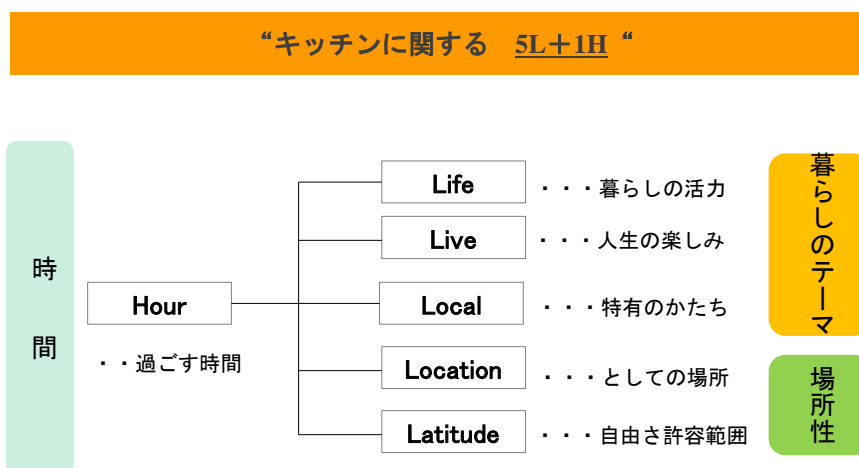 “キッチンに関する　5L＋1H “
時間
Hour
・・過ごす時間
Life ・・・暮らしの活力
Live ・・・人生の楽しみ
Local ・・・特有のかたち
Location ・・・としての場所
Latitude ・・・自由さ許容範囲
暮らしのテーマ
場所性